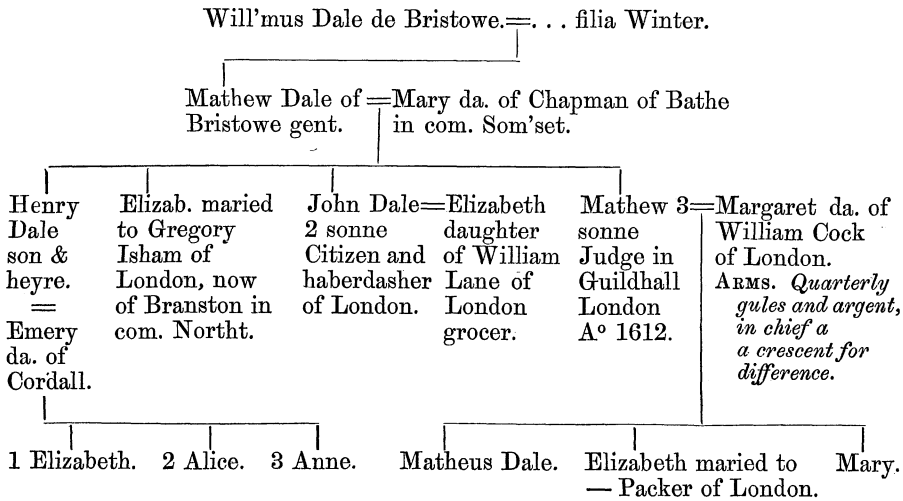 Will'mus Dale de Bristowe.=. . . filia Winter.
Mathew Dale of=Mary da. of Chapman of Bathe
Bristowe gent. in com. Som'set.
Henry
Dale
son &
heyre.
=
Emery
da. of
Cordall.
Elizab. maried
to Gregory
Isham of
London, now
of Branston in
com. Northt.
John Dale=Elizabeth
2 sonne daughter
Citizen and of William
haberdasher Lane of
of London. London
grocer.
Mathew 3=Margaret da. of
sonne William Cock
Judge in of London.
Guildhall ARMS. Quarterly
London gules and argent,
Aº 1612. in chief a
a crescent for
difference.
1 Elizabeth. 2 Alice. 3 Anne.
Matheus Dale. Elizabeth maried to Mary.
— Packer of London.